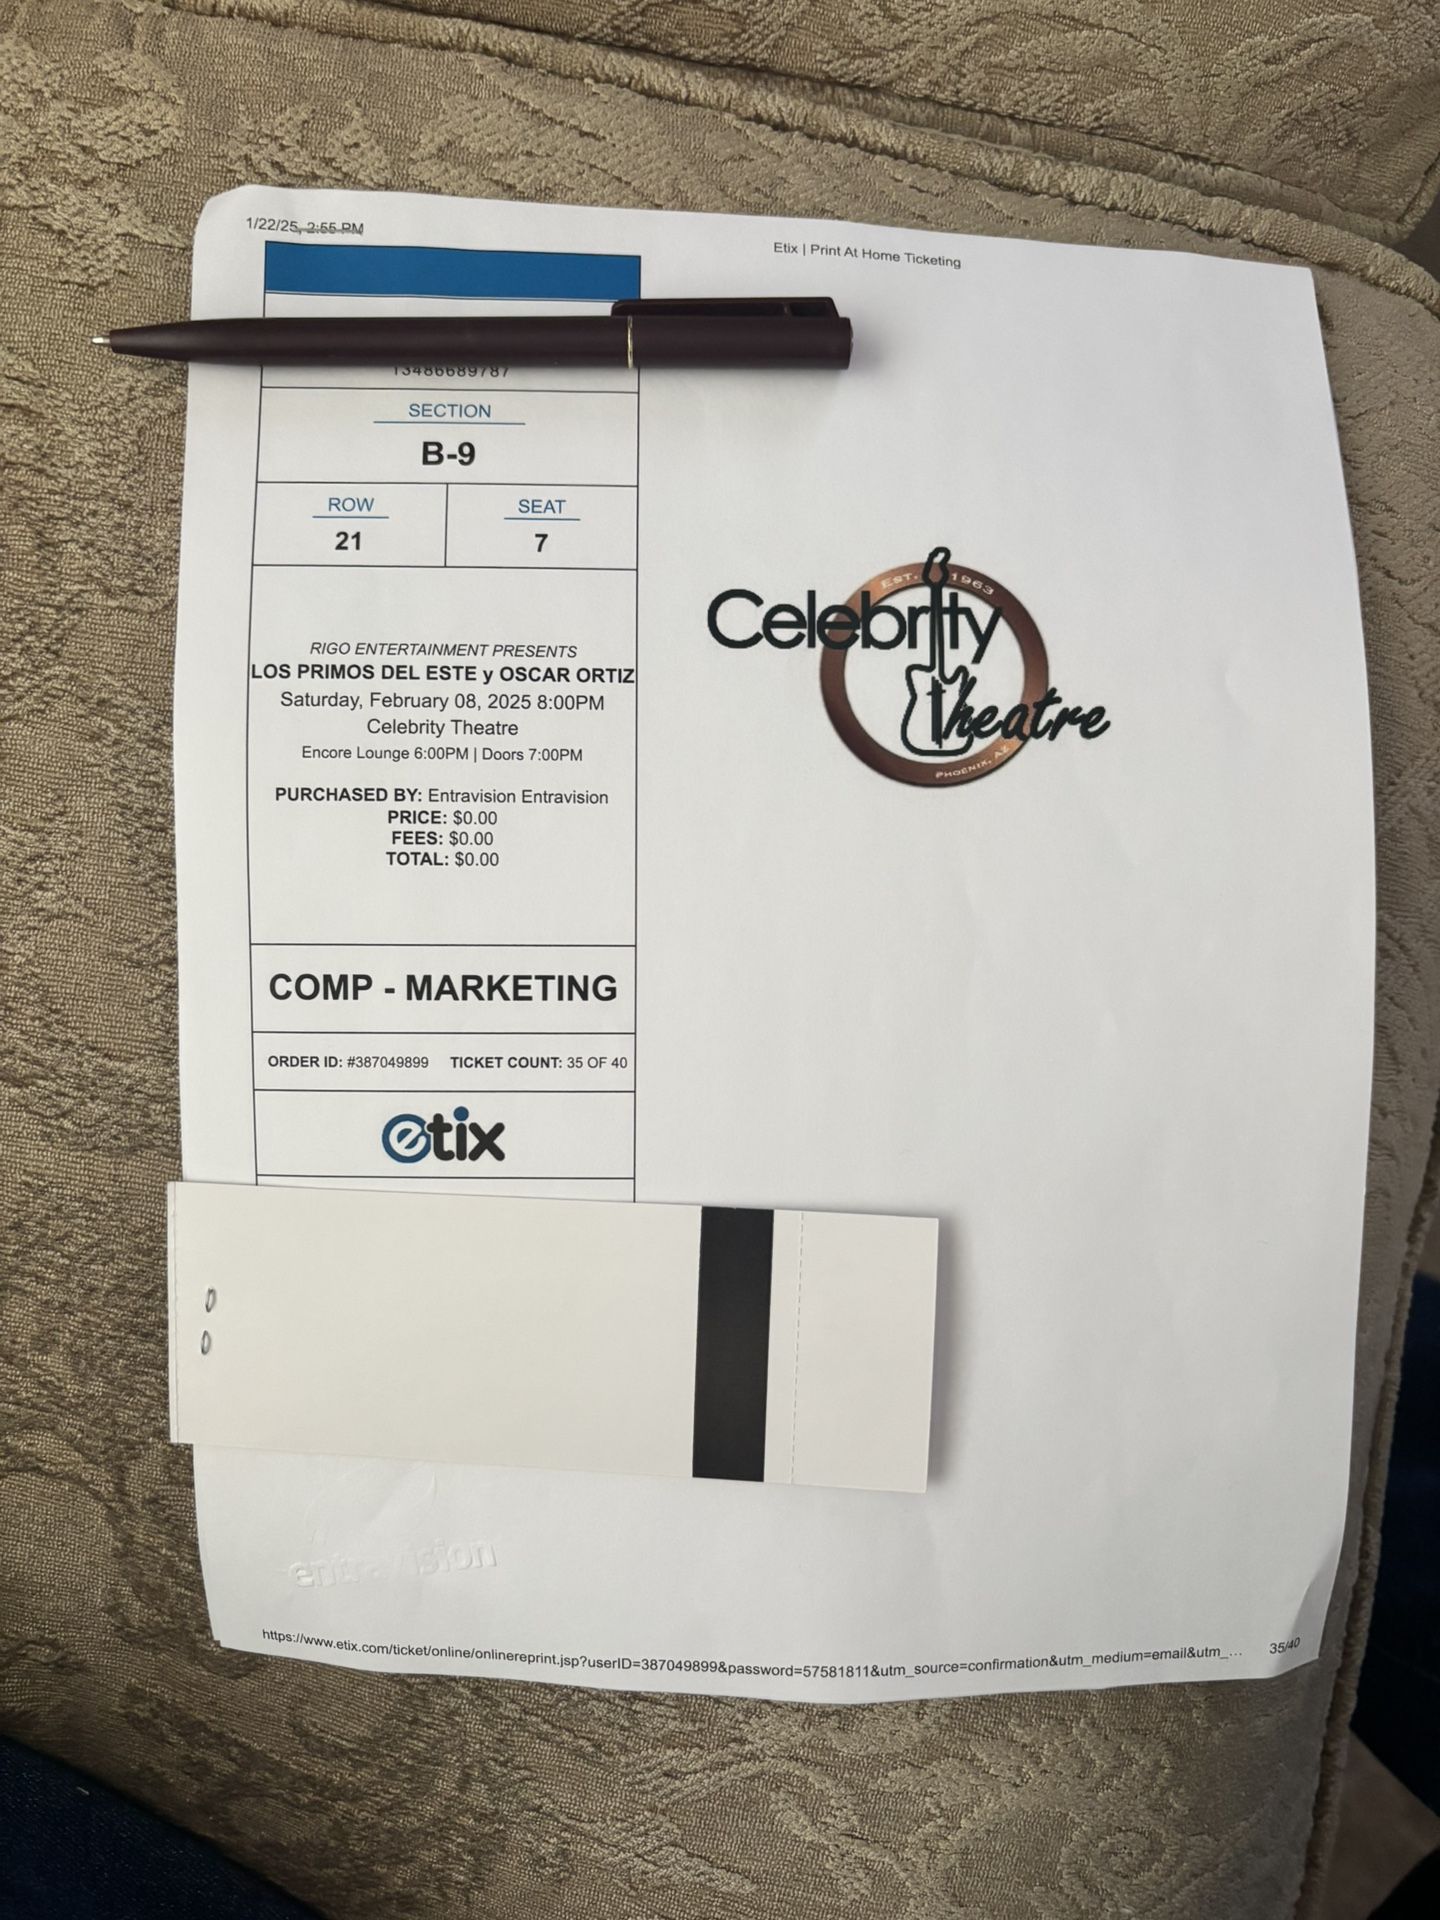 1/22/25, 2:55 PM
Etix | Print At Home Ticketing
13486689787
SECTION
B-9
ROW
SEAT
21
7
RIGO ENTERTAINMENT PRESENTS
LOS PRIMOS DEL ESTE y OSCAR ORTIZ
Saturday, February 08, 2025 8:00PM
Celebrity Theatre
Encore Lounge 6:00PM | Doors 7:00PM
PURCHASED BY: Entravision Entravision
PRICE: $0.00
FEES: $0.00
TOTAL: $0.00
COMP - MARKETING
ORDER ID: #387049899 TICKET COUNT: 35 OF 40
etix
EST. 1963
Celebrity
Theatre
PHOENIX, AZ
entravision
https://www.etix.com/ticket/online/onlinereprint.jsp?userID=387049899&password=57581811&utm_source=confirmation&utm_medium=email&utm_...
35/40